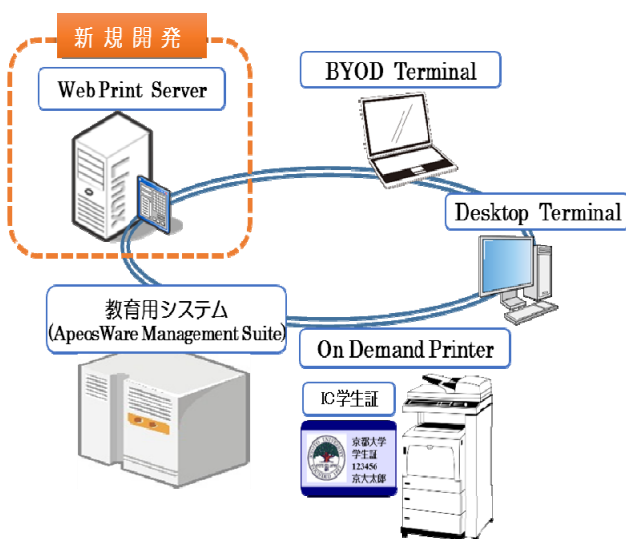 新規開発
Web Print Server
BYOD Terminal
Desktop Terminal
教育用システム
(ApeosWare Management Suite)
On Demand Printer
IC学生証
京都大学
学生証
123456
京大太郎